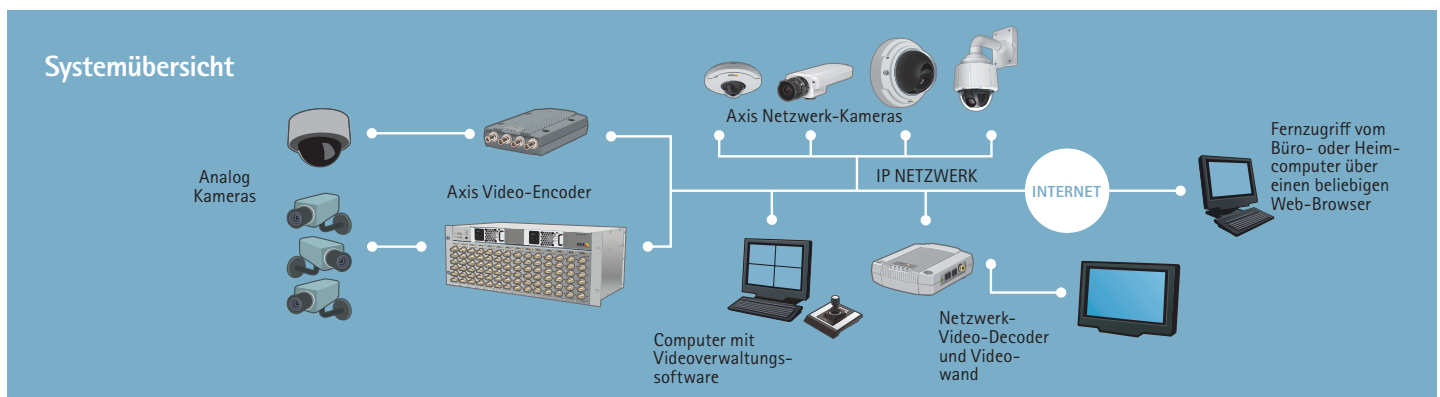 Systemübersicht
Analog
Kameras
Axis Video-Encoder
Axis Netzwerk-Kameras
IP NETZWERK
INTERNET
Fernzugriff vom
Büro- oder Heim-
computer über
einen beliebigen
Web-Browser
Computer mit
Videoverwaltungs-
software
Netzwerk-
Video-Decoder
und Video-
wand